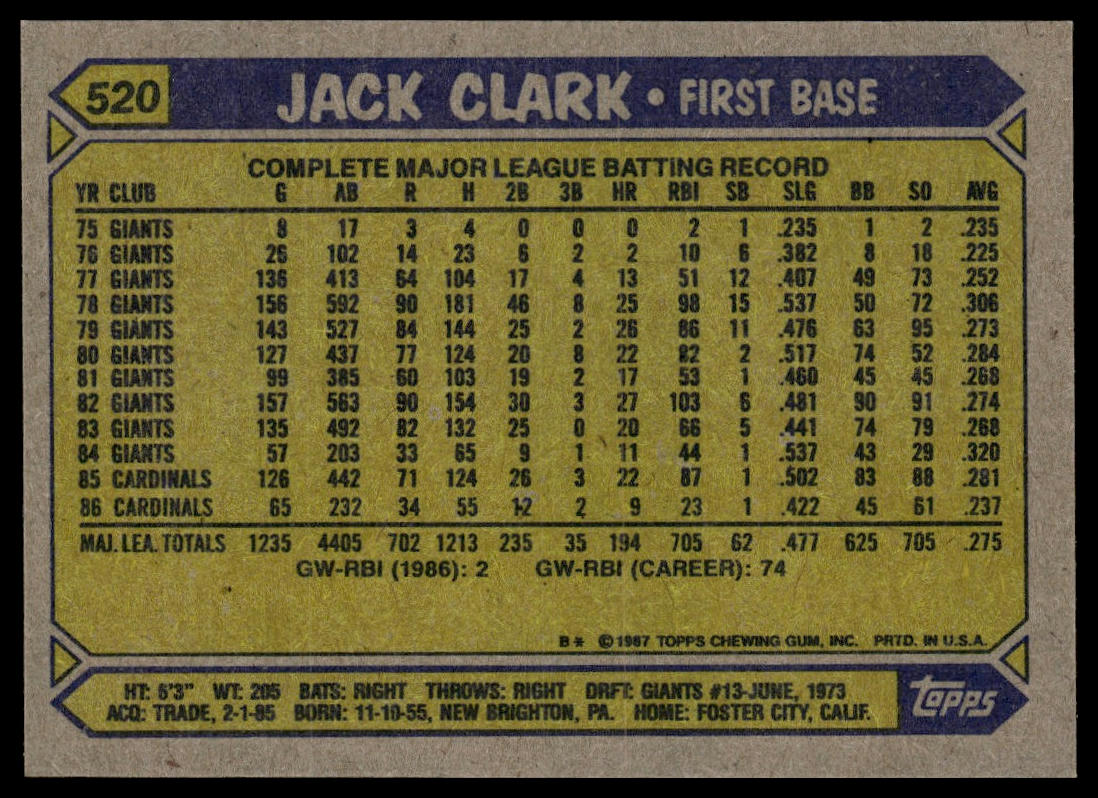 520 JACK CLARK • FIRST BASE
COMPLETE MAJOR LEAGUE BATTING RECORD
YR CLUB G AB R H 2B 3B HR RBI SB SLG BB SO AVG
75 GIANTS 8 17 3 4 0 0 0 2 1 .235 1 2 .235
76 GIANTS 26 102 14 23 6 2 2 10 6 .382 8 18 .225
77 GIANTS 136 413 64 104 17 4 13 51 12 .407 49 73 .252
78 GIANTS 156 592 90 181 46 8 25 98 15 .537 50 72 .306
79 GIANTS 143 527 84 144 25 2 26 86 11 .476 63 95 .273
80 GIANTS 127 437 77 124 20 8 22 82 2 .517 74 52 .284
81 GIANTS 99 385 60 103 19 2 17 53 1 .460 45 45 .268
82 GIANTS 157 563 90 154 30 3 27 103 6 .481 90 91 .274
83 GIANTS 135 492 82 132 25 0 20 66 5 .441 74 79 .268
84 GIANTS 57 203 33 65 9 1 11 44 1 .537 43 29 .320
85 CARDINALS 126 442 71 124 26 3 22 87 1 .502 83 88 .281
86 CARDINALS 65 232 34 55 12 2 9 23 1 .422 45 61 .237
MAJ. LEA. TOTALS 1235 4405 702 1213 235 35 194 705 62 .477 625 705 .275
GW-RBI (1986): 2 GW-RBI (CAREER): 74
B* ©1987 TOPPS CHEWING GUM, INC. PRTD. IN U.S.A.
HT: 6'3" WT: 205 BATS: RIGHT THROWS: RIGHT DRFT: GIANTS #13-JUNE, 1973
ACQ: TRADE, 2-1-85 BORN: 11-10-55, NEW BRIGHTON, PA. HOME: FOSTER CITY, CALIF.
Topps